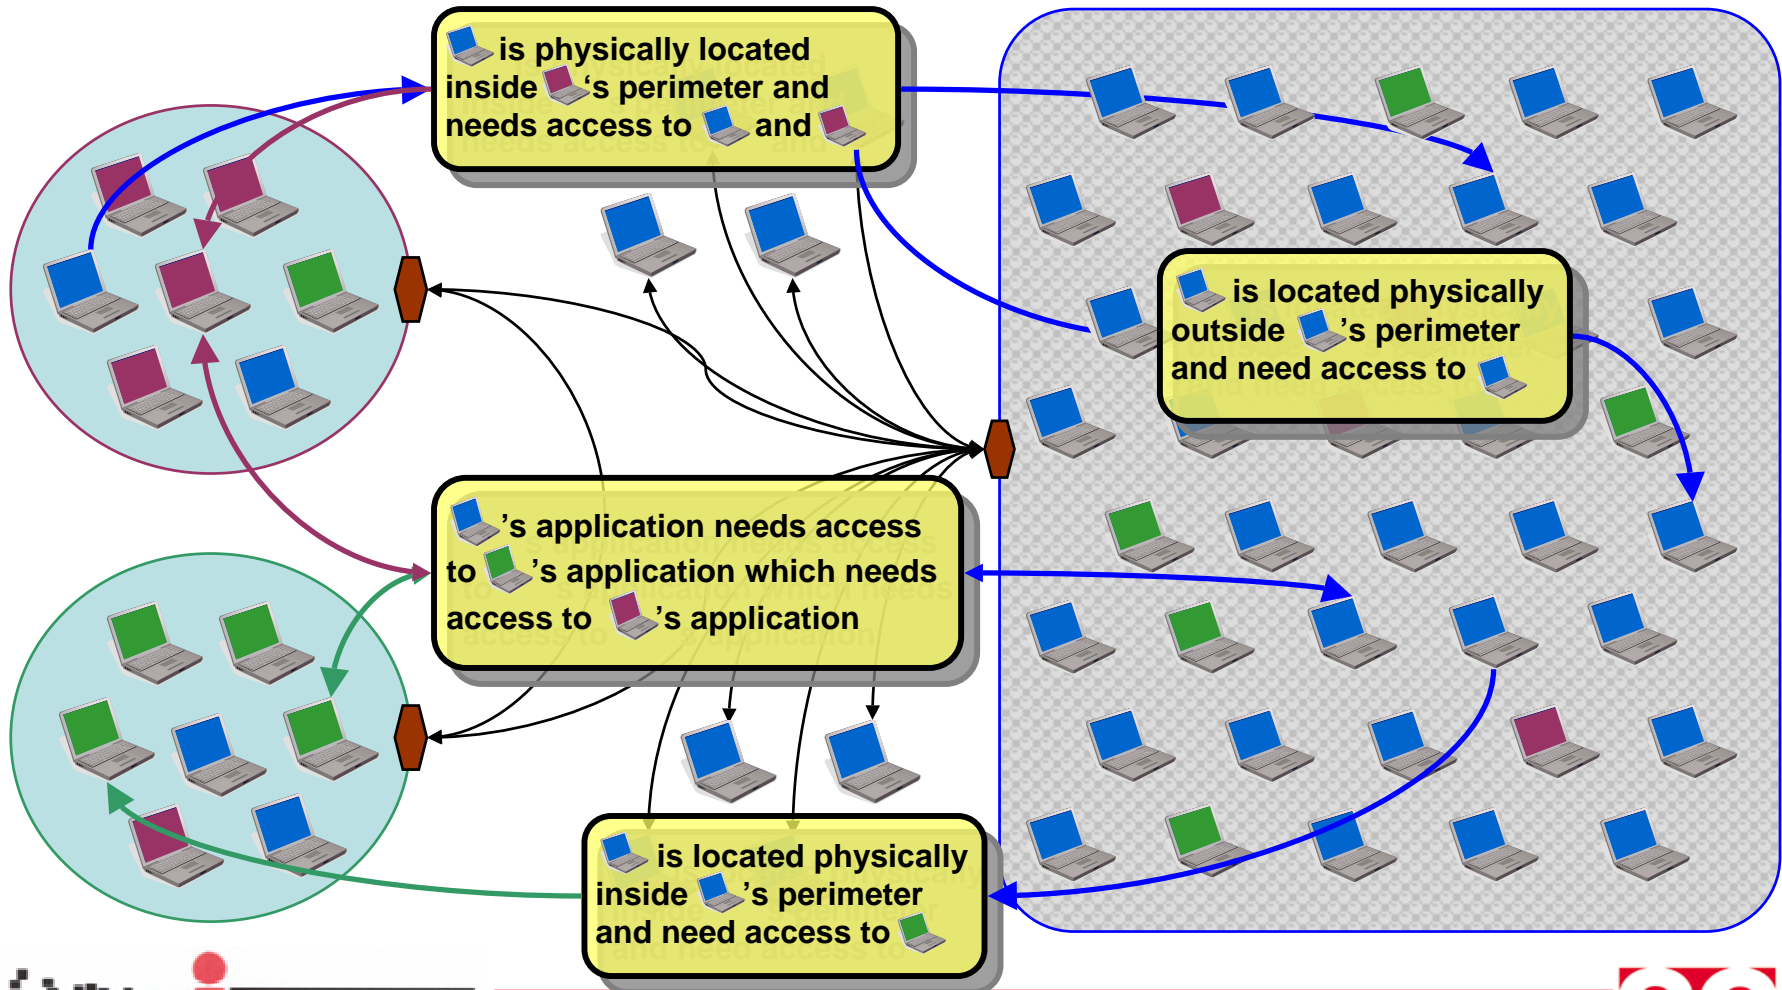 is physically located
inside 's perimeter and
needs access to and
is located physically
outside 's perimeter
and need access to
's application needs access
to 's application which needs
access to 's application
is located physically
inside 's perimeter
and need access to